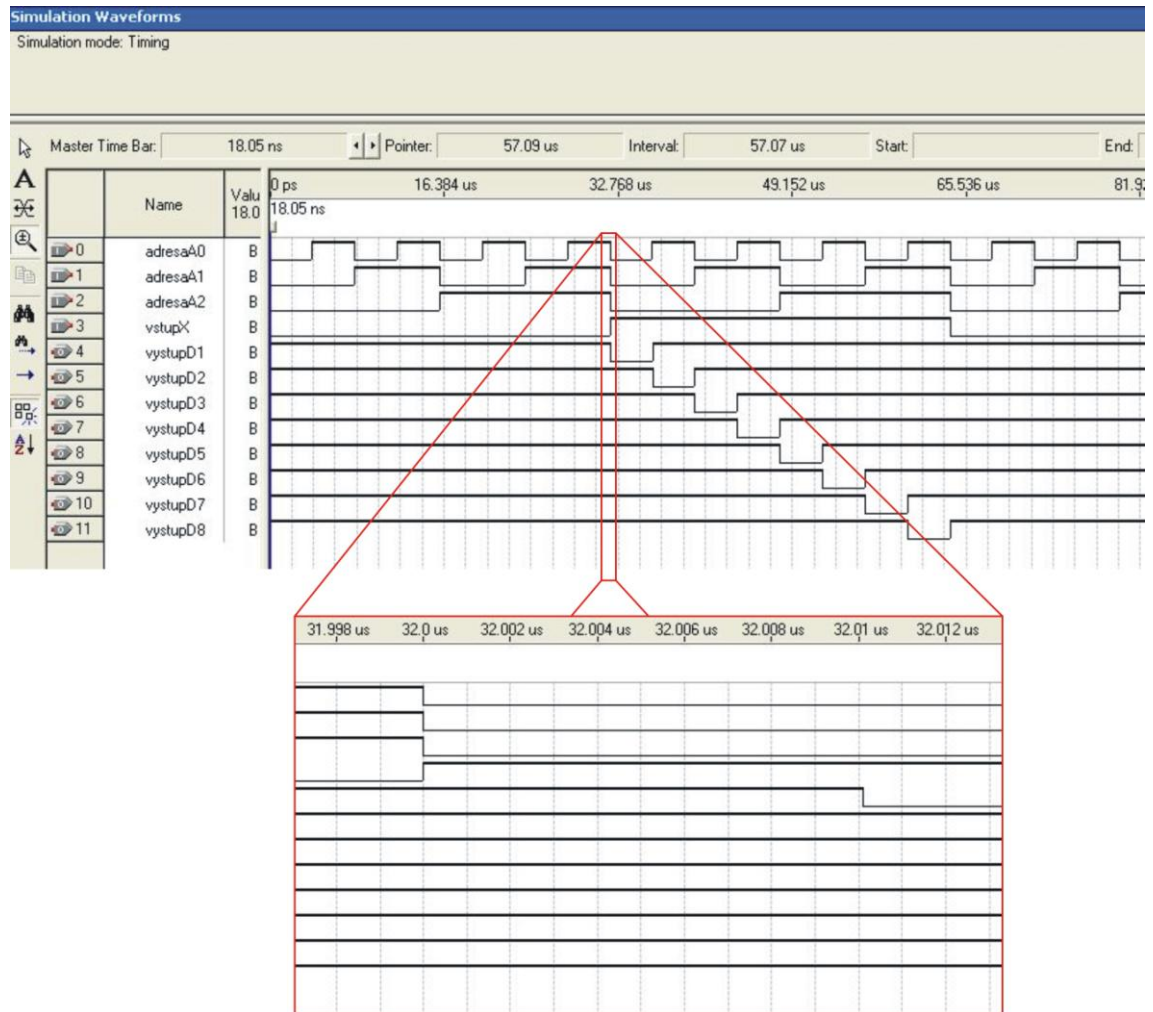 Simulation Waveforms
Simulation mode: Timing
Master Time Bar: 18.05 ns Pointer: 57.09 us Interval: 57.07 us Start: End:
Name Valu 18.0
0 ps 16.384 us 32.768 us 49.152 us 65.536 us 81.92
18.05 ns
0 adresaA0 B
1 adresaA1 B
2 adresaA2 B
3 vstupX B
4 vystupD1 B
5 vystupD2 B
6 vystupD3 B
7 vystupD4 B
8 vystupD5 B
9 vystupD6 B
10 vystupD7 B
11 vystupD8 B
31.998 us 32.0 us 32.002 us 32.004 us 32.006 us 32.008 us 32.01 us 32.012 us